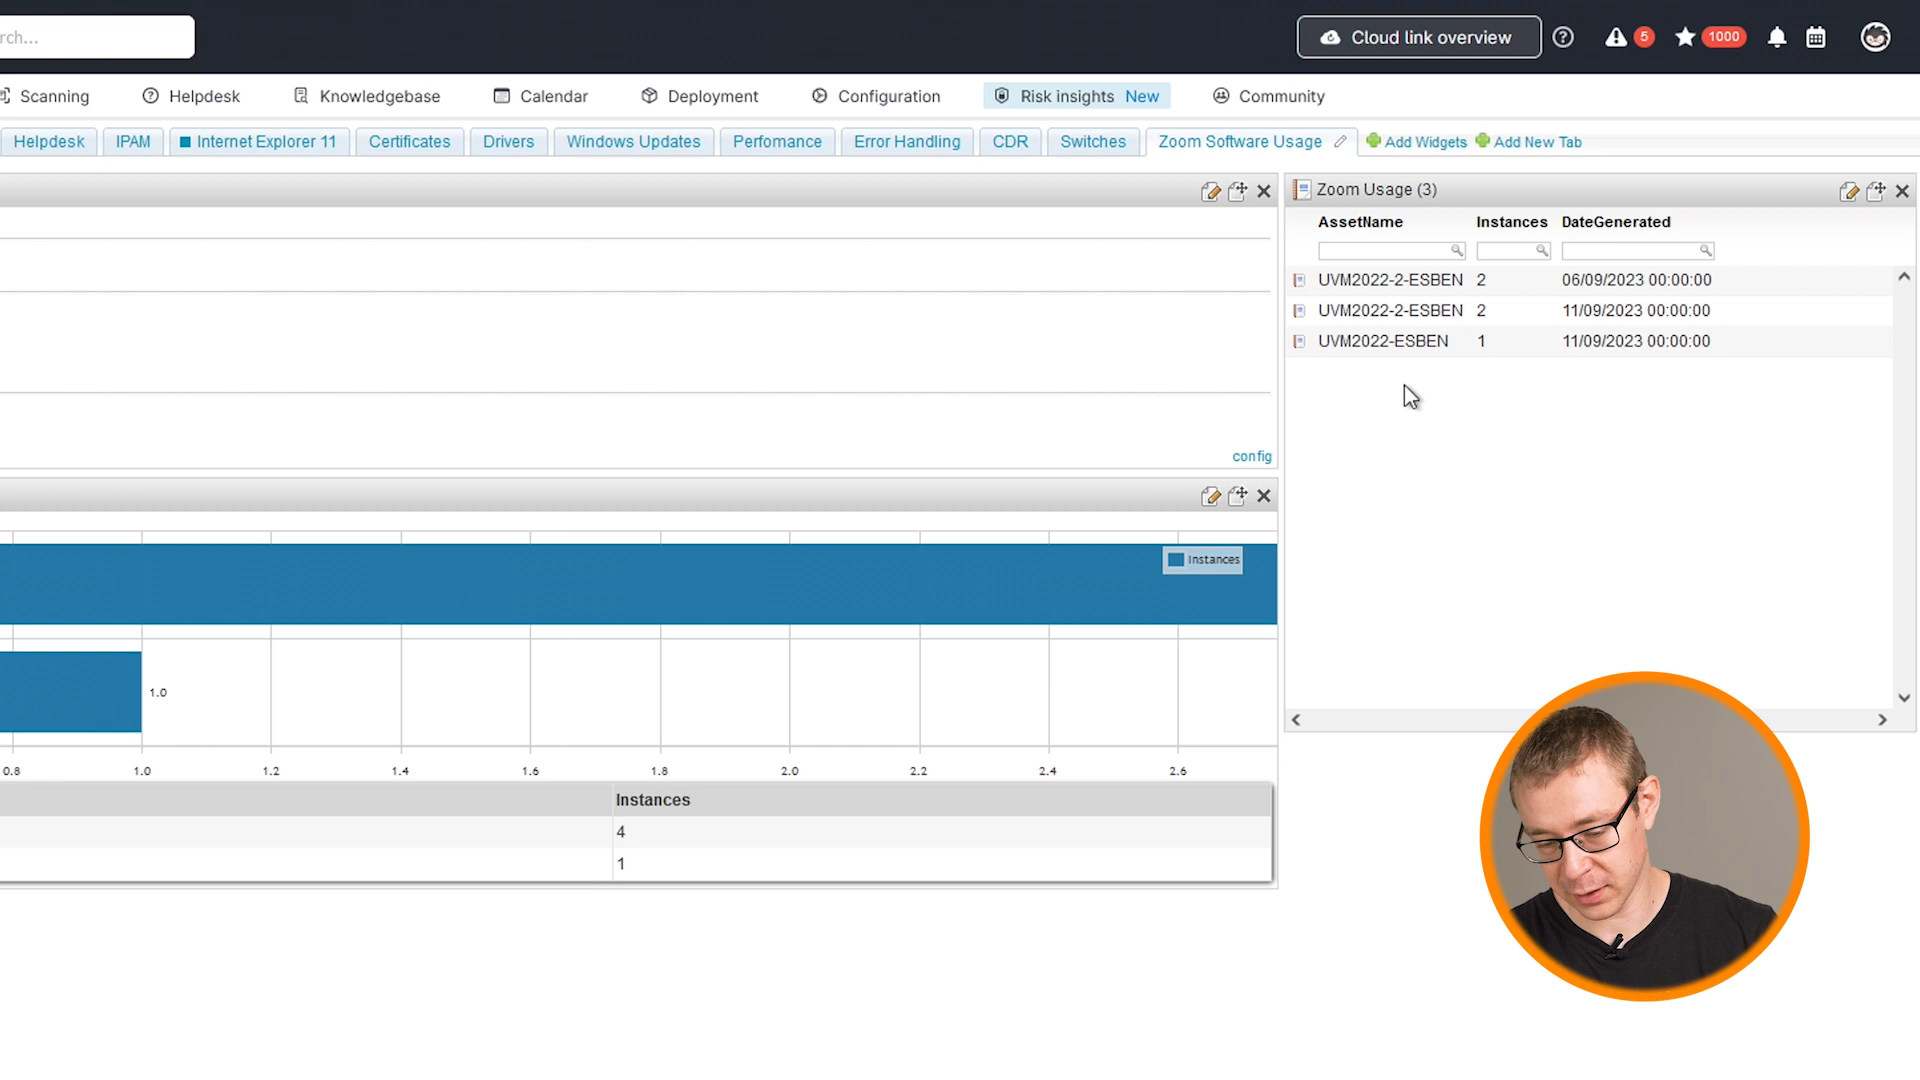 rch...
Cloud link overview
5
1000
Scanning
Helpdesk
Knowledgebase
Calendar
Deployment
Configuration
Risk insights New
Community
Helpdesk
IPAM
Internet Explorer 11
Certificates
Drivers
Windows Updates
Perfomance
Error Handling
CDR
Switches
Zoom Software Usage
Add Widgets
Add New Tab
Zoom Usage (3)
AssetName Instances DateGenerated
UVM2022-2-ESBEN 2 06/09/2023 00:00:00
UVM2022-2-ESBEN 2 11/09/2023 00:00:00
UVM2022-ESBEN 1 11/09/2023 00:00:00
config
Instances
1.0
0.8 1.0 1.2 1.4 1.6 1.8 2.0 2.2 2.4 2.6
Instances
4
1